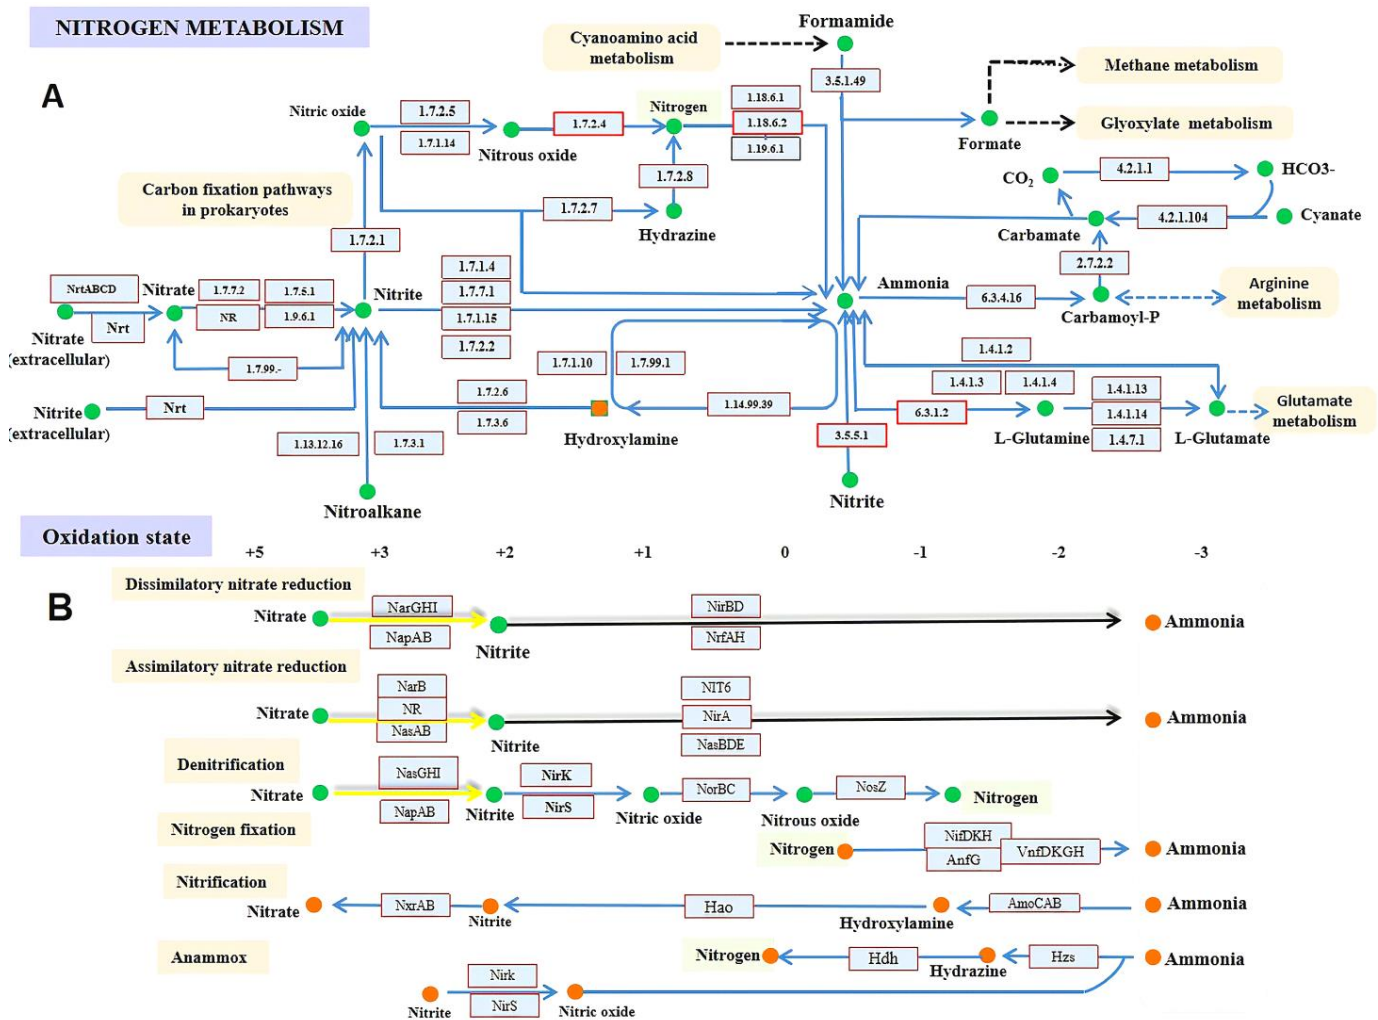 NITROGEN METABOLISM
Formamide
Cyanoamino acid
metabolism
3.5.1.49
Methane metabolism
A
Nitric oxide
1.7.2.5
1.7.1.14
Nitrous oxide
1.7.2.4
Nitrogen
1.18.6.1
1.18.6.2
1.19.6.1
Formate
Glyoxylate metabolism
CO2
4.2.1.1
HCO3-
Carbon fixation pathways
in prokaryotes
1.7.2.8
1.7.2.7
Hydrazine
Carbamate
4.2.1.104
Cyanate
1.7.2.1
2.7.2.2
NrtABCD
Nrt
Nitrate
(extracellular)
Nitrate
1.7.7.2
NR
1.7.5.1
1.9.6.1
Nitrite
1.7.1.4
1.7.7.1
1.7.1.15
1.7.2.2
Ammonia
6.3.4.16
Carbamoyl-P
Arginine
metabolism
1.7.99.-
1.7.1.10
1.7.99.1
1.4.1.2
Nitrite
(extracellular)
Nrt
1.7.2.6
1.7.3.6
Hydroxylamine
1.14.99.39
1.4.1.3
1.4.1.4
6.3.1.2
L-Glutamine
1.4.1.13
1.4.1.14
1.4.7.1
L-Glutamate
Glutamate
metabolism
1.13.12.16
1.7.3.1
3.5.5.1
Nitroalkane
Nitrite
Oxidation state
+5
+3
+2
+1
0
-1
-2
-3
B
Dissimilatory nitrate reduction
Nitrate
NarGHI
NapAB
Nitrite
NirBD
NrfAH
Ammonia
Assimilatory nitrate reduction
Nitrate
NarB
NR
NasAB
Nitrite
NIT6
NirA
NasBDE
Ammonia
Denitrification
Nitrate
NasGHI
NapAB
Nitrite
NirK
NirS
Nitric oxide
NorBC
Nitrous oxide
NosZ
Nitrogen
Nitrogen fixation
Nitrogen
NifDKH
AnfG
VnfDKGH
Ammonia
Nitrification
Nitrate
NxrAB
Nitrite
Hao
Hydroxylamine
AmoCAB
Ammonia
Anammox
Nitrogen
Hdh
Hydrazine
Hzs
Ammonia
Nitrite
Nirk
NirS
Nitric oxide